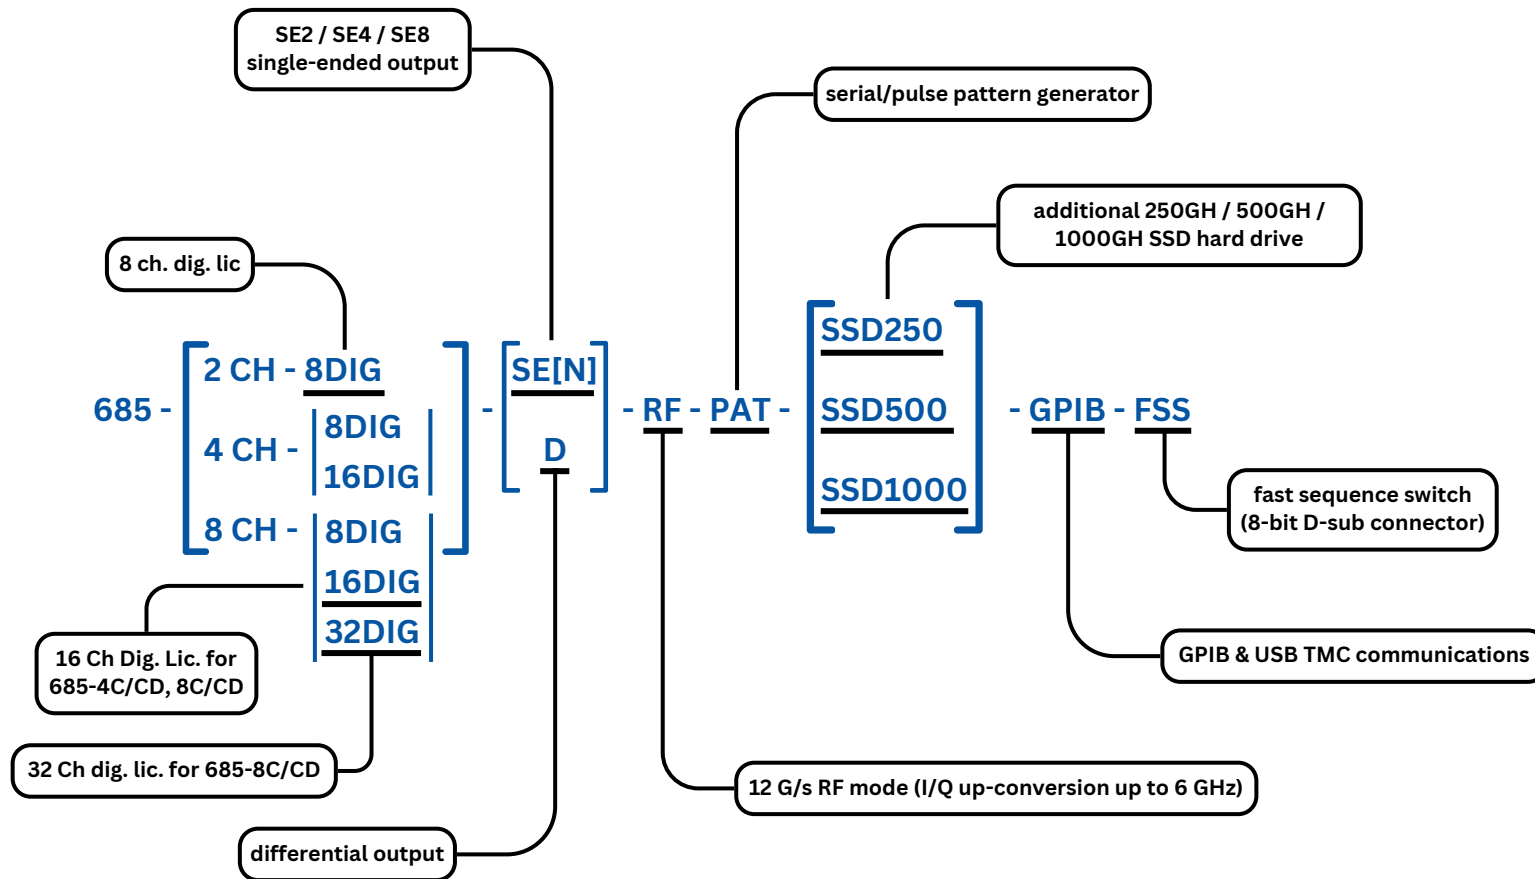 SE2 / SE4 / SE8
single-ended output
serial/pulse pattern generator
additional 250GH / 500GH /
1000GH SSD hard drive
8 ch. dig. lic
685 -
2 CH - 8DIG
4 CH -
8DIG
16DIG
8 CH -
8DIG
16DIG
32DIG
-
SE[N]
D
- RF - PAT -
SSD250
SSD500
SSD1000
- GPIB - FSS
fast sequence switch
(8-bit D-sub connector)
16 Ch Dig. Lic. for
685-4C/CD, 8C/CD
GPIB & USB TMC communications
32 Ch dig. lic. for 685-8C/CD
12 G/s RF mode (I/Q up-conversion up to 6 GHz)
differential output